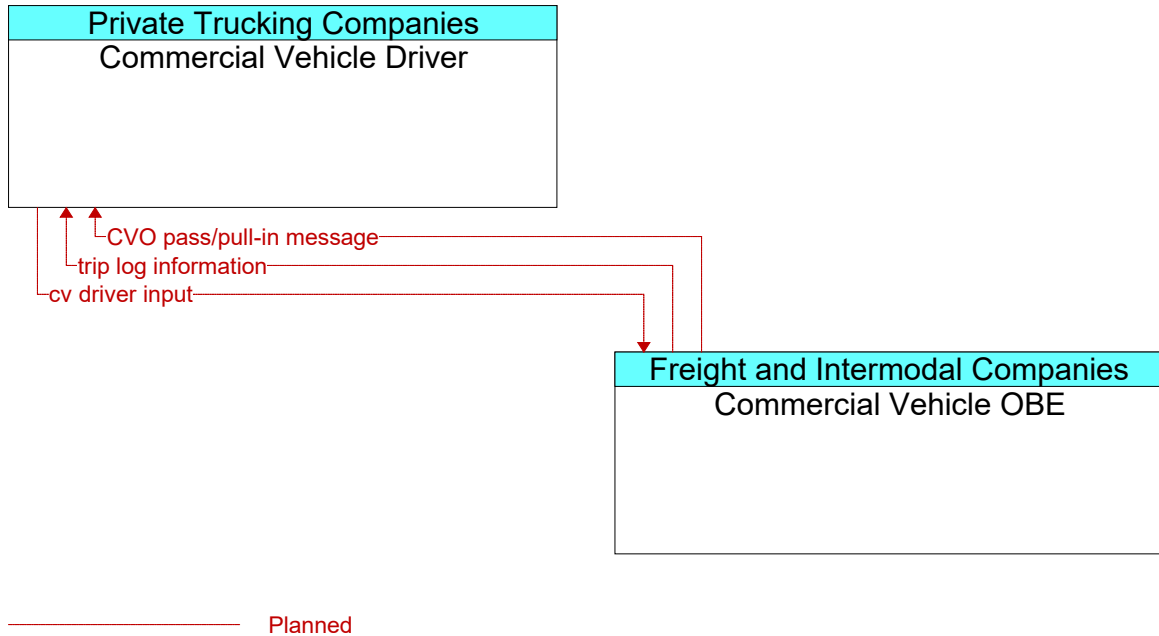 Private Trucking Companies
Commercial Vehicle Driver
CVO pass/pull-in message
trip log information
cv driver input
Freight and Intermodal Companies
Commercial Vehicle OBE
Planned